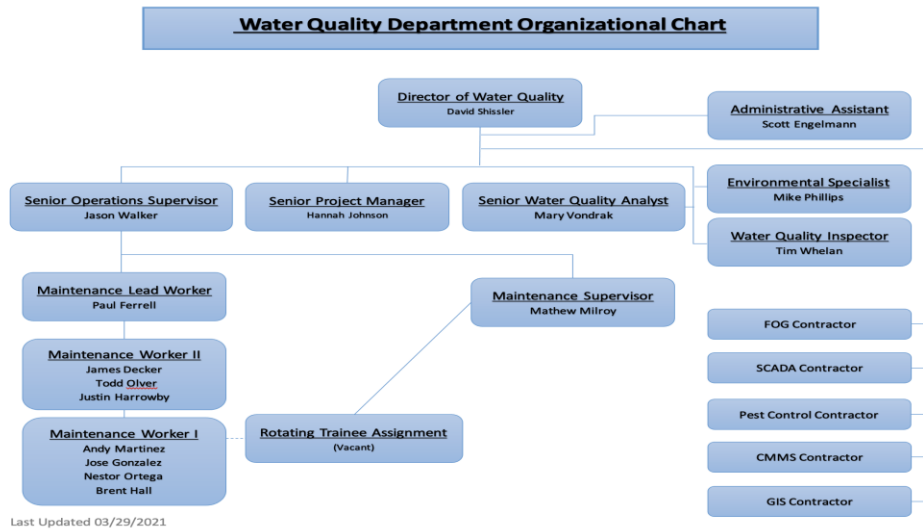 Water Quality Department Organizational Chart
Director of Water Quality
David Shissler
Administrative Assistant
Scott Engelmann
Senior Operations Supervisor
Jason Walker
Senior Project Manager
Hannah Johnson
Senior Water Quality Analyst
Mary Vondrak
Environmental Specialist
Mike Phillips
Water Quality Inspector
Tim Whelan
Maintenance Lead Worker
Paul Ferrell
Maintenance Supervisor
Mathew Milroy
FOG Contractor
Maintenance Worker II
James Decker
Todd Olver
Justin Harrowby
SCADA Contractor
Pest Control Contractor
Maintenance Worker I
Andy Martinez
Jose Gonzalez
Nestor Ortega
Brent Hall
Rotating Trainee Assignment
(Vacant)
CMMS Contractor
GIS Contractor
Last Updated 03/29/2021